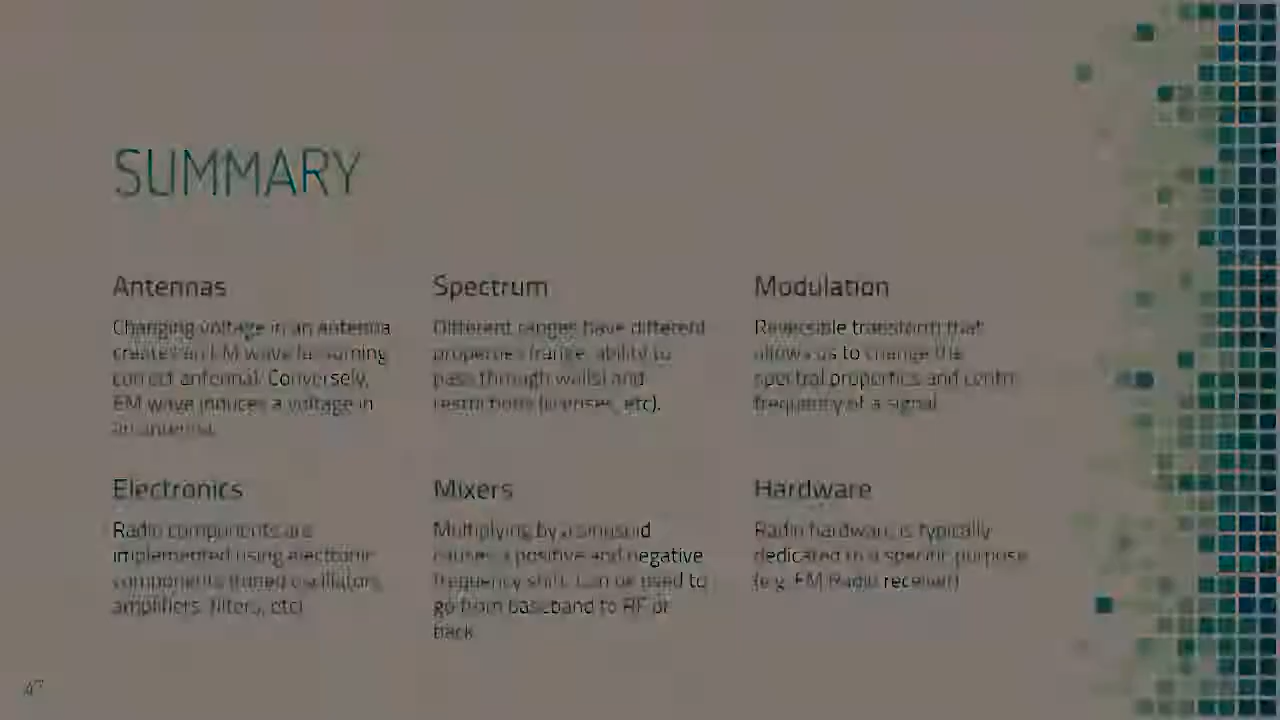 SUMMARY
Antennas
Changing voltage in an antenna
creates an EM wave (assuming
correct antenna). Conversely,
EM wave induces a voltage in
an antenna.
Spectrum
Different ranges have different
properties (range, ability to
pass through walls) and
restrictions (licenses, etc).
Modulation
Reversible transform that
allows us to change the
spectral properties and centre
frequency of a signal
Electronics
Radio components are
implemented using electronic
components (tuned oscillators,
amplifiers, filters, etc)
Mixers
Multiplying by a sinusoid
causes a positive and negative
frequency shift. Can be used to
go from baseband to RF or
back
Hardware
Radio hardware is typically
dedicated to a specific purpose
(e.g. FM Radio receiver)
47